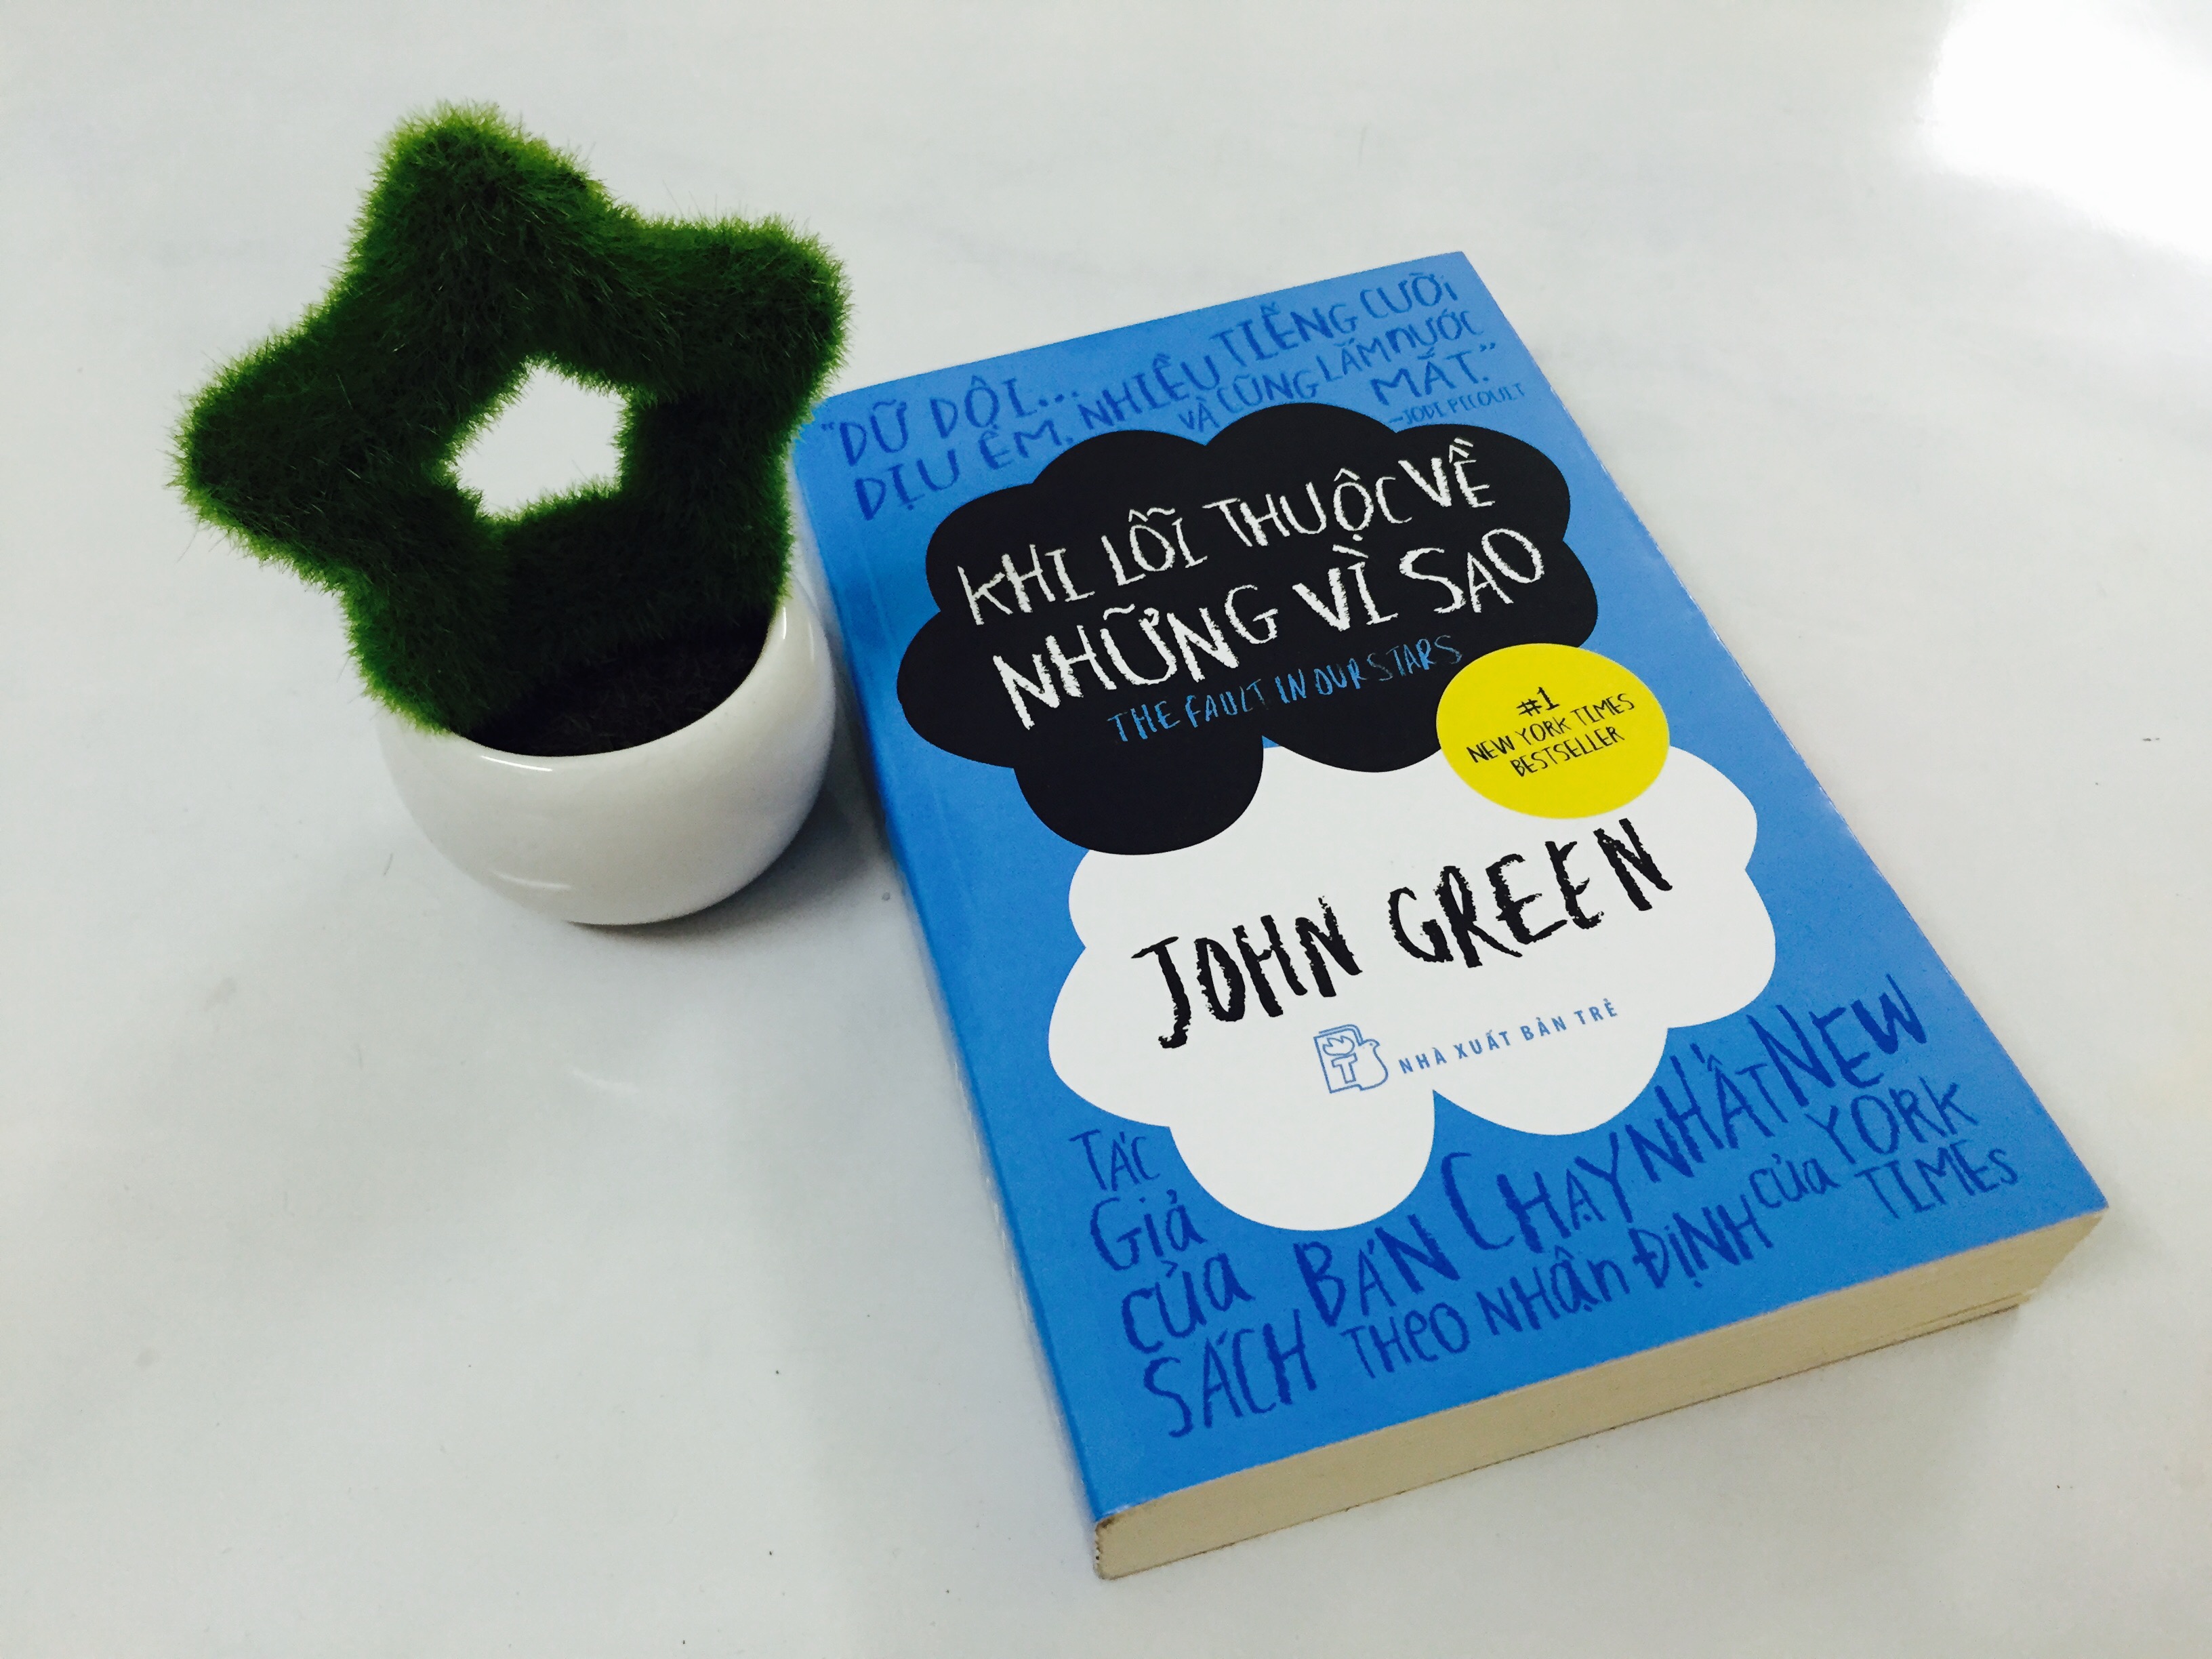 "DỮ DỘI...
DỊU ÊM. NHIỀU TIẾNG CƯỜI
VÀ CŨNG LẮM NƯỚC
MẮT."
—JODI PICOULT
KHI LỖI THUỘC VỀ
NHỮNG VÌ SAO
THE FAULT IN OUR STARS
#1
NEW YORK TIMES
BESTSELLER
JOHN GREEN
NHÀ XUẤT BẢN TRẺ
TÁC
GIẢ
CỦA
SÁCH
BÁN CHẠY NHẤT NEW
THEO NHẬN ĐỊNH CỦA YORK
TIMES